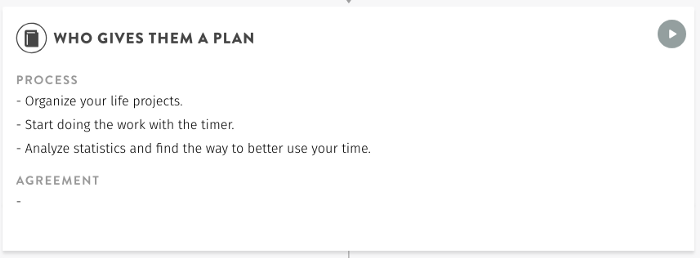 WHO GIVES THEM A PLAN
PROCESS
- Organize your life projects.
- Start doing the work with the timer.
- Analyze statistics and find the way to better use your time.
AGREEMENT
-